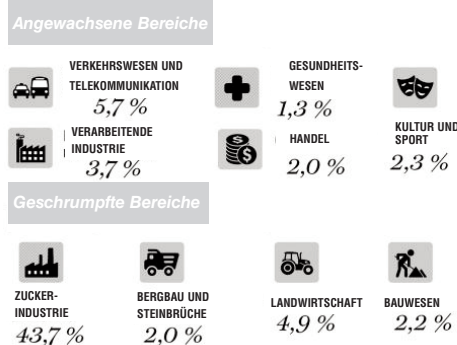 Angewachsene Bereiche
VERKEHRSWESEN UND
TELEKOMMUNIKATION
5,7 %
GESUNDHEITS-
WESEN
1,3 %
KULTUR UND
SPORT
2,3 %
VERARBEITENDE
INDUSTRIE
3,7 %
HANDEL
2,0 %
Geschrumpfte Bereiche
ZUCKER-
INDUSTRIE
43,7 %
BERGBAU UND
STEINBRÜCHE
2,0 %
LANDWIRTSCHAFT
4,9 %
BAUWESEN
2,2 %